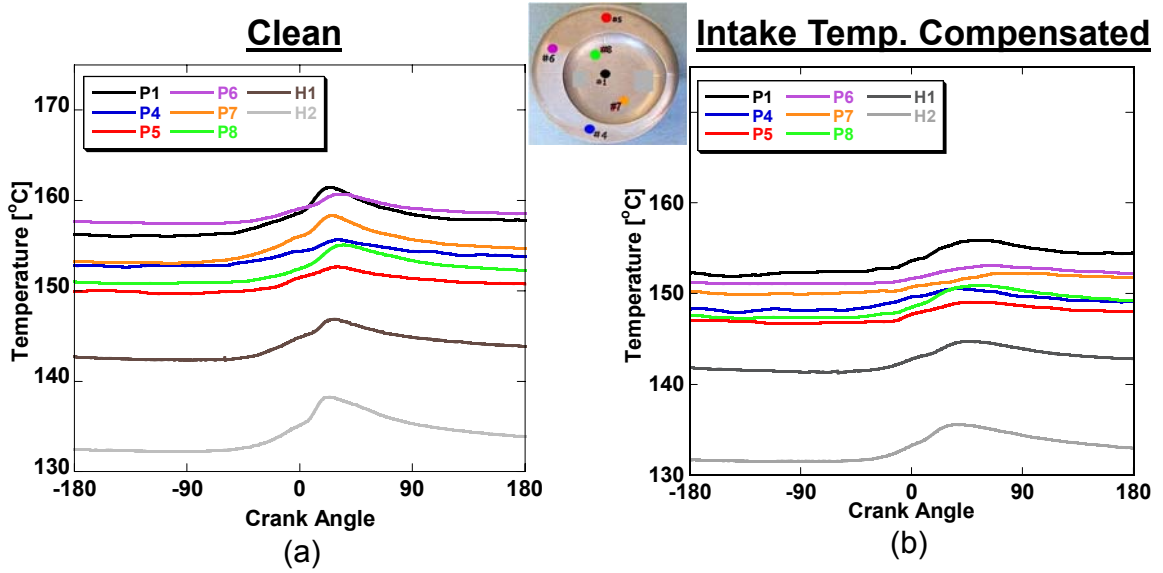 Clean
Intake Temp. Compensated
#5
#6
#8
#1
#7
#4
P1 P6 H1
P4 P7 H2
P5 P8
170
160
150
140
130
Temperature [°C]
-180 -90 0 90 180
Crank Angle
(a)
P1 P6 H1
P4 P7 H2
P5 P8
170
160
150
140
130
Temperature [°C]
-180 -90 0 90 180
Crank Angle
(b)